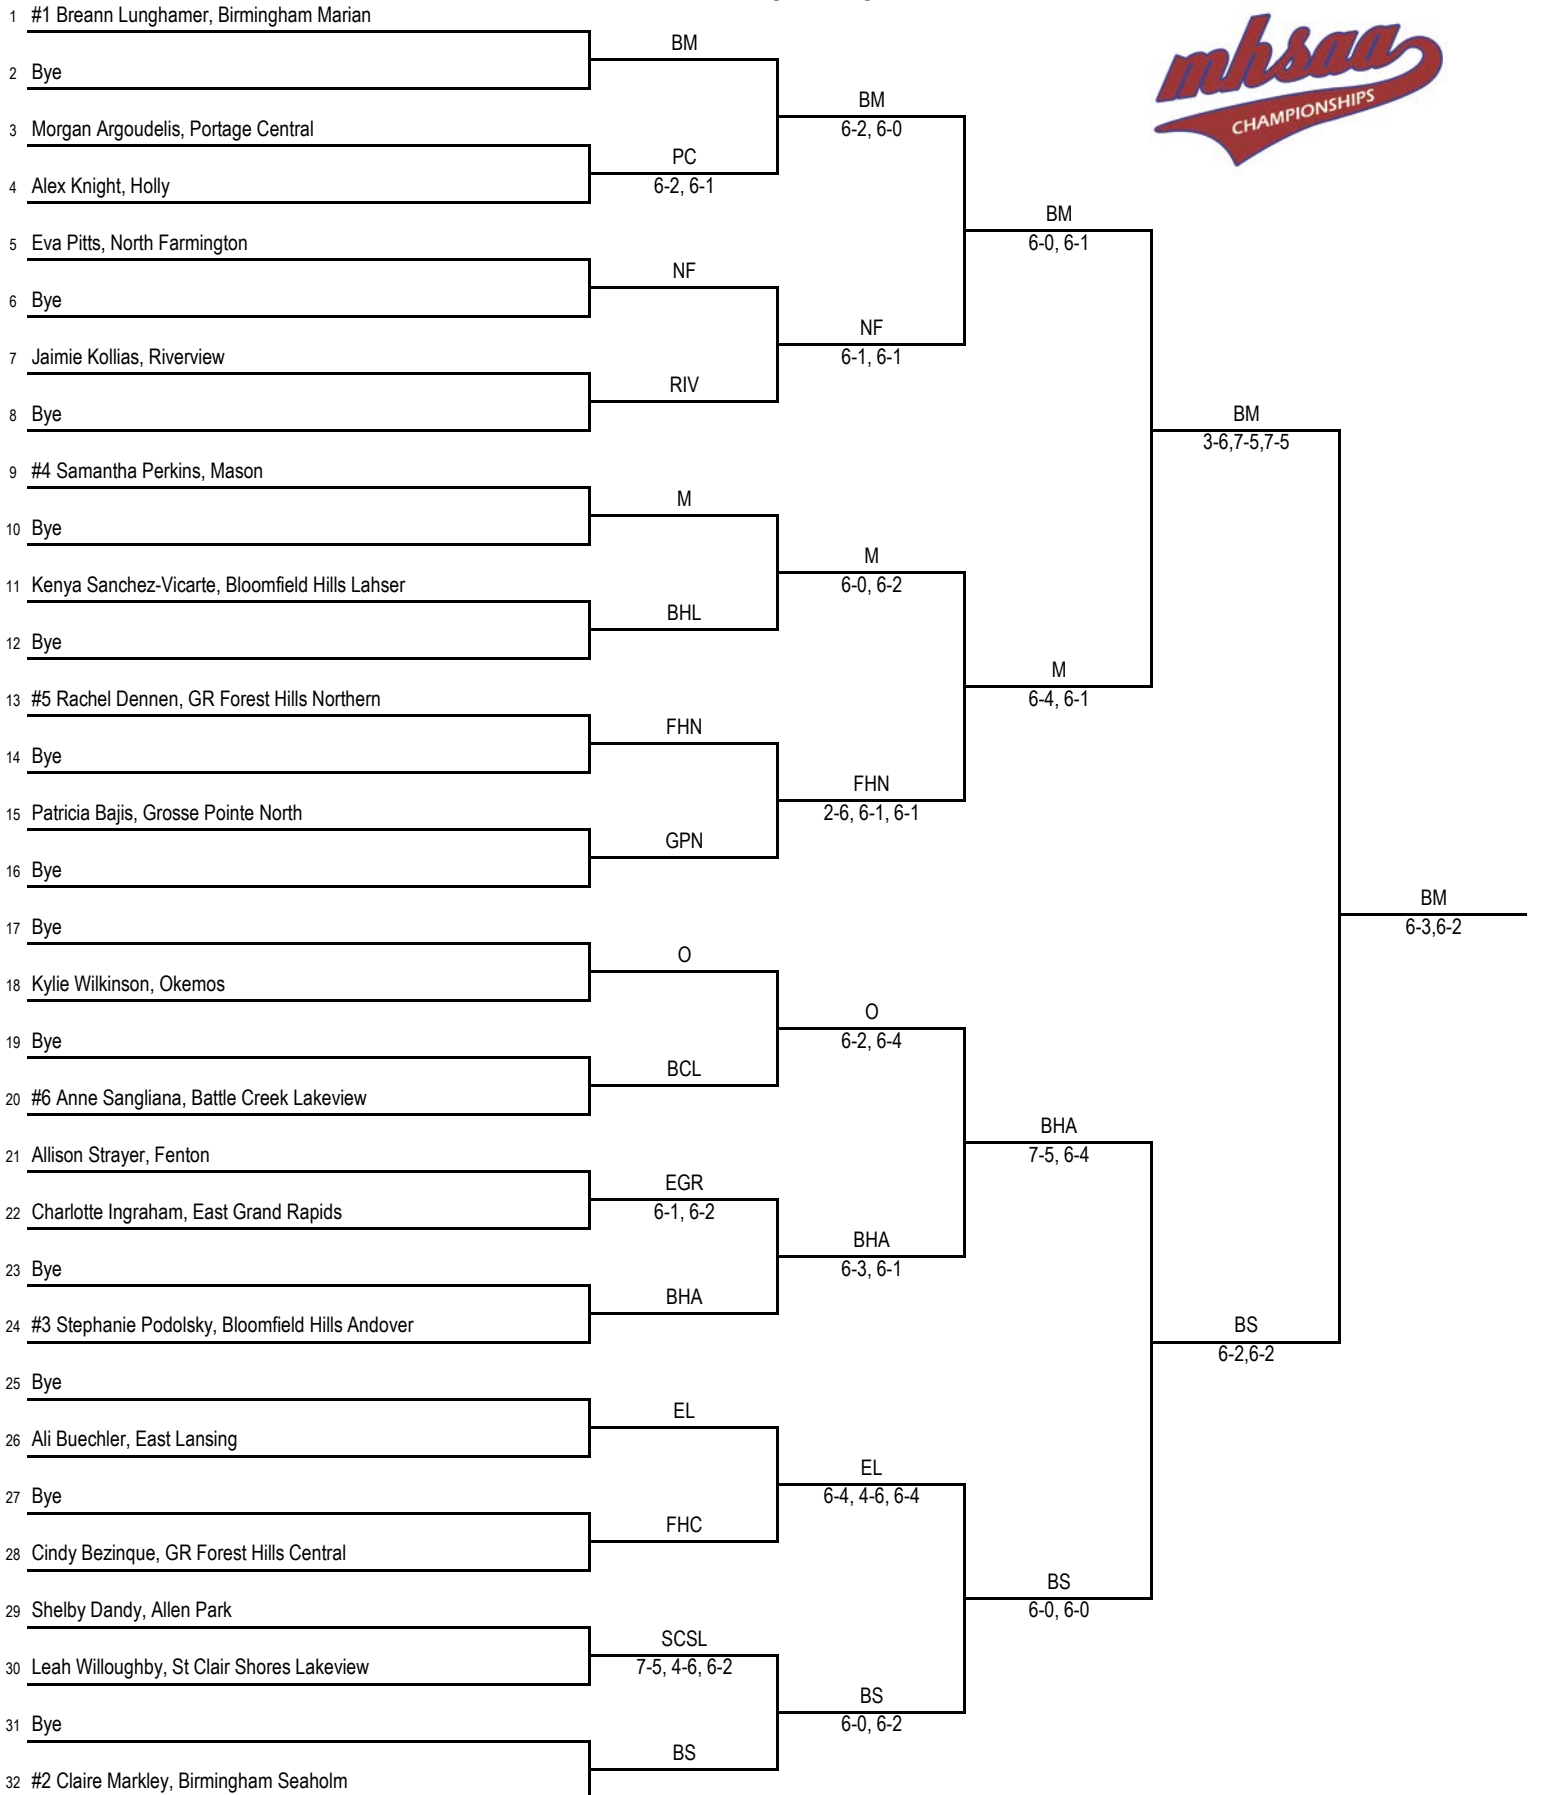 1 #1 Breann Lunghamer, Birmingham Marian
BM
2 Bye
BM
6-2, 6-0
3 Morgan Argoudelis, Portage Central
PC
6-2, 6-1
4 Alex Knight, Holly
BM
6-0, 6-1
5 Eva Pitts, North Farmington
NF
6 Bye
NF
6-1, 6-1
7 Jaimie Kollias, Riverview
RIV
8 Bye
BM
3-6,7-5,7-5
9 #4 Samantha Perkins, Mason
M
10 Bye
M
6-0, 6-2
11 Kenya Sanchez-Vicarte, Bloomfield Hills Lahser
BHL
12 Bye
M
6-4, 6-1
13 #5 Rachel Dennen, GR Forest Hills Northern
FHN
14 Bye
FHN
2-6, 6-1, 6-1
15 Patricia Bajis, Grosse Pointe North
GPN
16 Bye
BM
6-3,6-2
17 Bye
O
18 Kylie Wilkinson, Okemos
O
6-2, 6-4
19 Bye
BCL
20 #6 Anne Sangliana, Battle Creek Lakeview
BHA
7-5, 6-4
21 Allison Strayer, Fenton
EGR
6-1, 6-2
22 Charlotte Ingraham, East Grand Rapids
BHA
6-3, 6-1
23 Bye
BHA
24 #3 Stephanie Podolsky, Bloomfield Hills Andover
BS
6-2,6-2
25 Bye
EL
26 Ali Buechler, East Lansing
EL
6-4, 4-6, 6-4
27 Bye
FHC
28 Cindy Bezinque, GR Forest Hills Central
BS
6-0, 6-0
29 Shelby Dandy, Allen Park
SCSL
7-5, 4-6, 6-2
30 Leah Willoughby, St Clair Shores Lakeview
BS
6-0, 6-2
31 Bye
BS
32 #2 Claire Markley, Birmingham Seaholm
mhsaa
CHAMPIONSHIPS